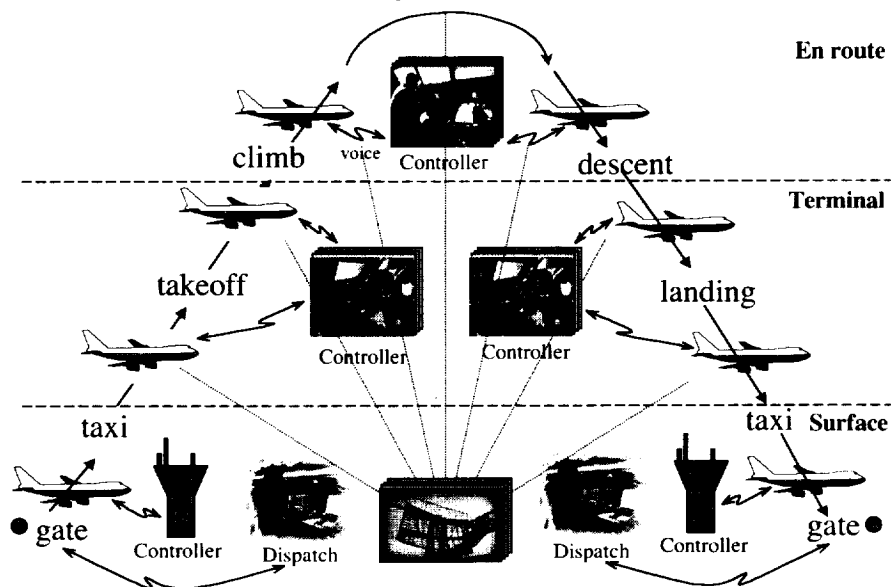 En route
climb
voice
Controller
descent
Terminal
takeoff
landing
Controller
Controller
taxi
taxi
Surface
gate
Controller
Dispatch
Dispatch
Controller
gate